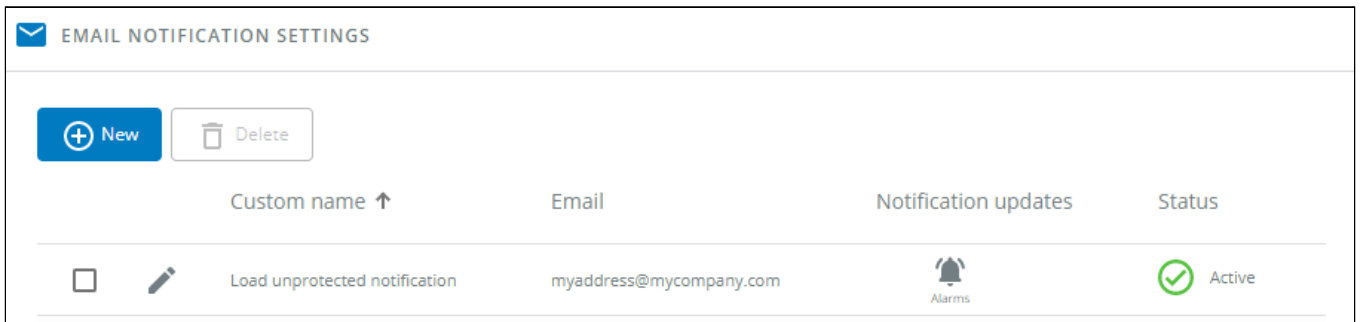 EMAIL NOTIFICATION SETTINGS
New Delete
Custom name Email Notification updates Status
Load unprotected notification myaddress@mycompany.com Alarms Active